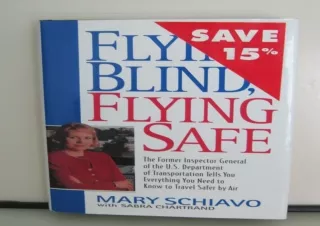 FLYI
BLIND,
FLYING
SAFE
SAVE
15%
The Former Inspector General
of the U.S. Department
of Transportation Tells You
Everything You Need to
Know to Travel Safer by Air
MARY SCHIAVO
with SABRA CHARTRAND